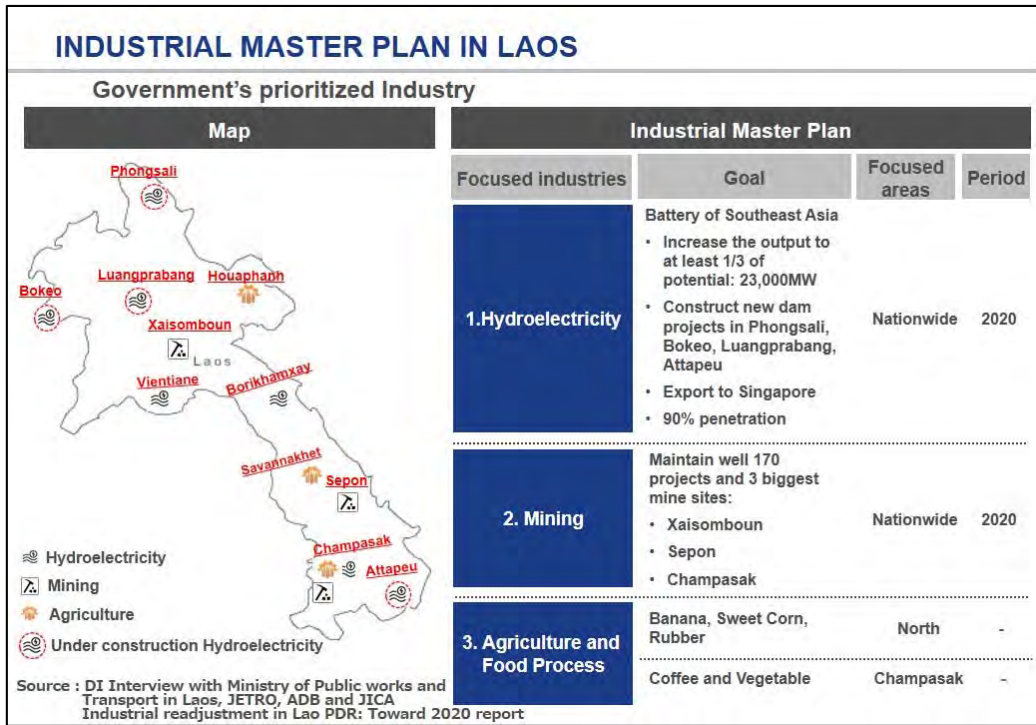 INDUSTRIAL MASTER PLAN IN LAOS
Government's prioritized Industry
Map
Phongsali
Luangprabang
Houaphanh
Bokeo
Xaisomboun
Laos
Vientiane
Borikhamxay
Savannakhet
Sepon
Champasak
Attapeu
Hydroelectricity
Mining
Agriculture
Under construction Hydroelectricity
Source : DI Interview with Ministry of Public works and
Transport in Laos, JETRO, ADB and JICA
Industrial readjustment in Lao PDR: Toward 2020 report
Industrial Master Plan
Focused industries
Goal
Focused
areas
Period
1.Hydroelectricity
Battery of Southeast Asia
• Increase the output to
at least 1/3 of
potential: 23,000MW
• Construct new dam
projects in Phongsali,
Bokeo, Luangprabang,
Attapeu
• Export to Singapore
• 90% penetration
Nationwide
2020
2. Mining
Maintain well 170
projects and 3 biggest
mine sites:
• Xaisomboun
• Sepon
• Champasak
Nationwide
2020
3. Agriculture and
Food Process
Banana, Sweet Corn,
Rubber
North
-
Coffee and Vegetable
Champasak
-